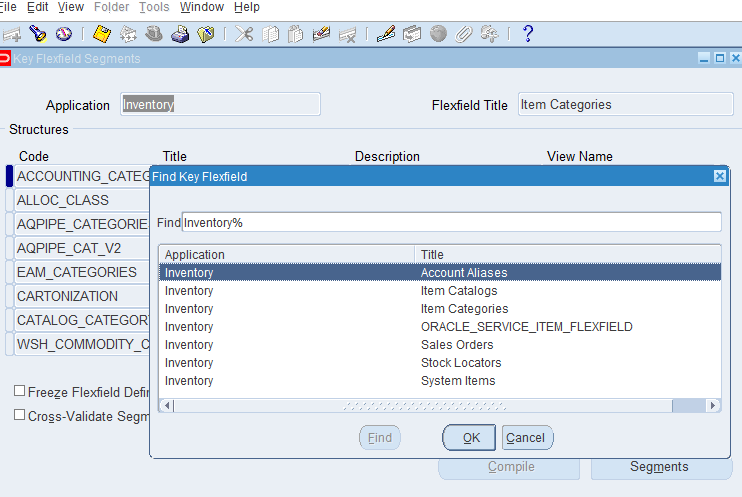 File Edit View Folder Tools Window Help
Key Flexfield Segments
Application Inventory Flexfield Title Item Categories
Structures
Code Title Description View Name
ACCOUNTING_CATEG
ALLOC_CLASS
AQPIPE_CATEGORIE
AQPIPE_CAT_V2
EAM_CATEGORIES
CARTONIZATION
CATALOG_CATEGORY
WSH_COMMODITY_C
Freeze Flexfield Defin
Cross-Validate Segm
Find Key Flexfield
Find Inventory%
Application Title
Inventory Account Aliases
Inventory Item Catalogs
Inventory Item Categories
Inventory ORACLE_SERVICE_ITEM_FLEXFIELD
Inventory Sales Orders
Inventory Stock Locators
Inventory System Items
Find OK Cancel
Compile Segments